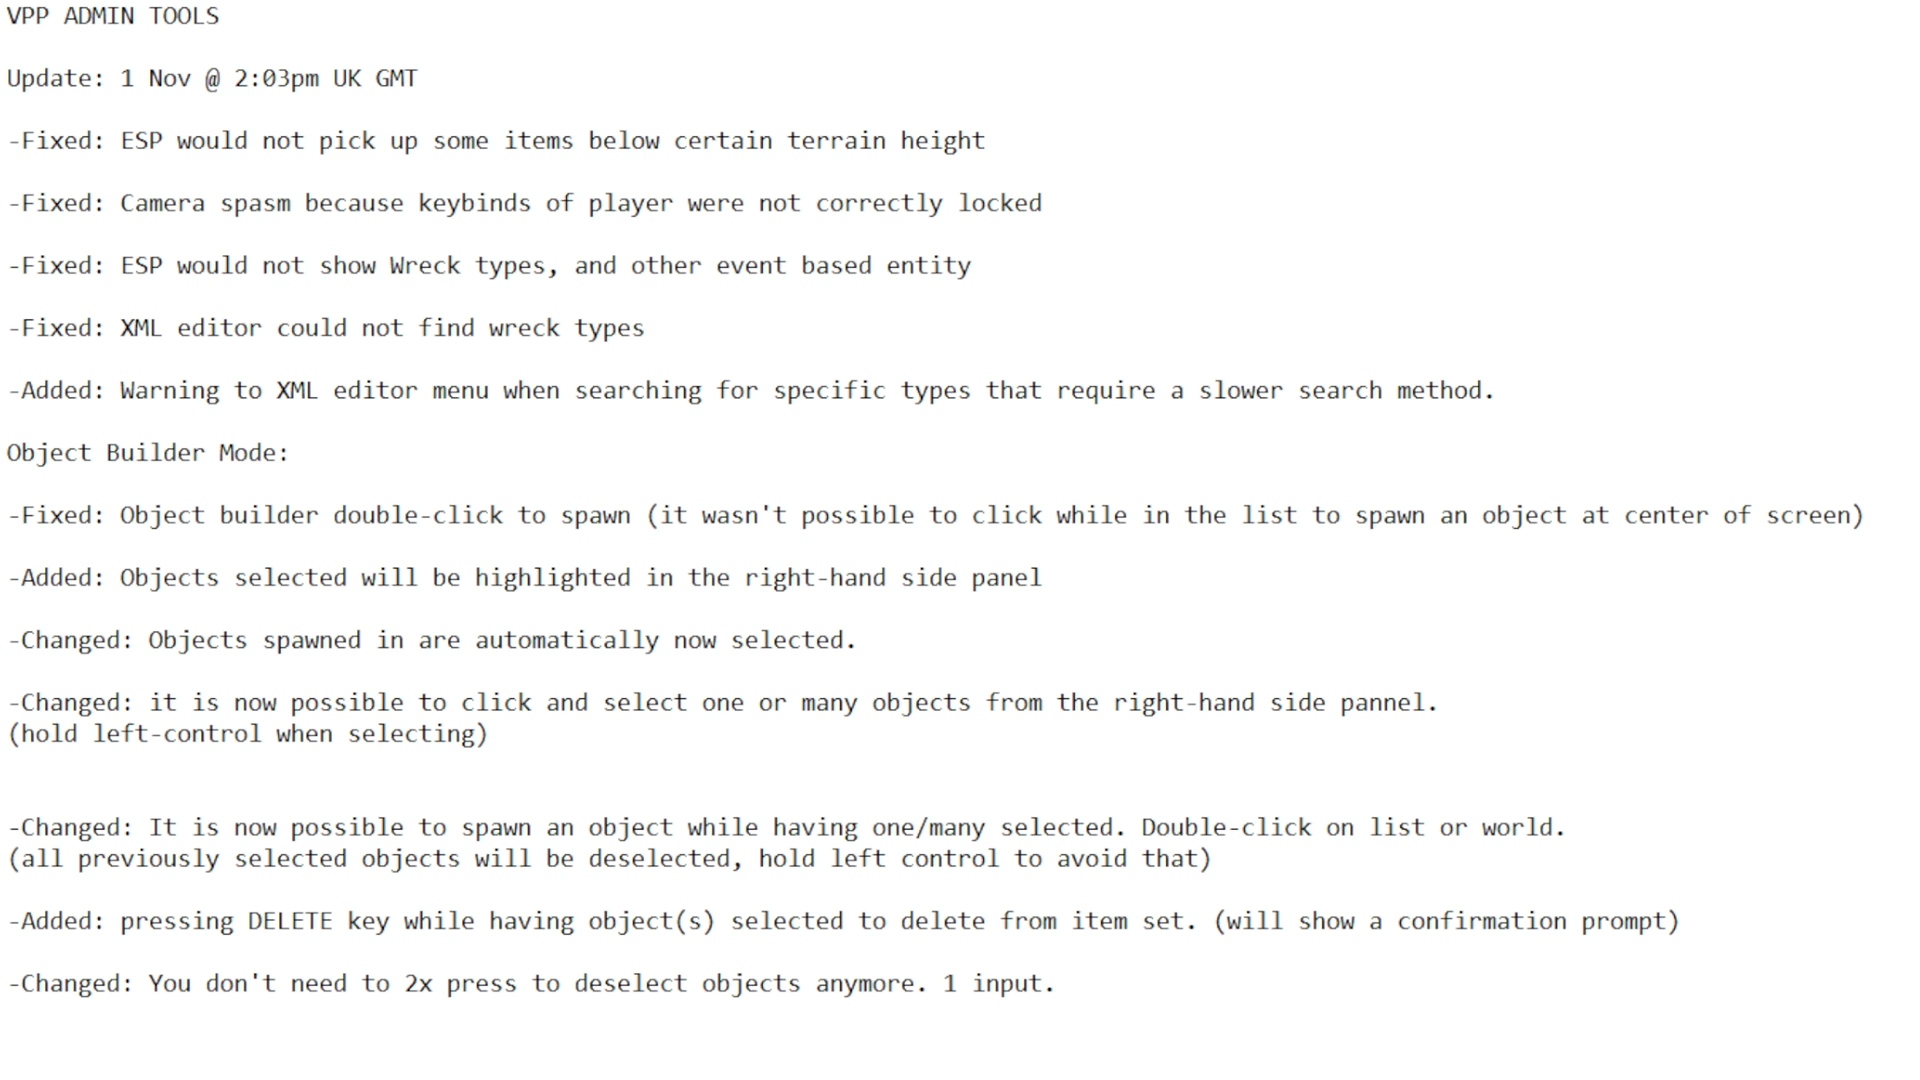 VPP ADMIN TOOLS
Update: 1 Nov @ 2:03pm UK GMT
-Fixed: ESP would not pick up some items below certain terrain height
-Fixed: Camera spasm because keybinds of player were not correctly locked
-Fixed: ESP would not show Wreck types, and other event based entity
-Fixed: XML editor could not find wreck types
-Added: Warning to XML editor menu when searching for specific types that require a slower search method.
Object Builder Mode:
-Fixed: Object builder double-click to spawn (it wasn't possible to click while in the list to spawn an object at center of screen)
-Added: Objects selected will be highlighted in the right-hand side panel
-Changed: Objects spawned in are automatically now selected.
-Changed: it is now possible to click and select one or many objects from the right-hand side pannel.
(hold left-control when selecting)
-Changed: It is now possible to spawn an object while having one/many selected. Double-click on list or world.
(all previously selected objects will be deselected, hold left control to avoid that)
-Added: pressing DELETE key while having object(s) selected to delete from item set. (will show a confirmation prompt)
-Changed: You don't need to 2x press to deselect objects anymore. 1 input.